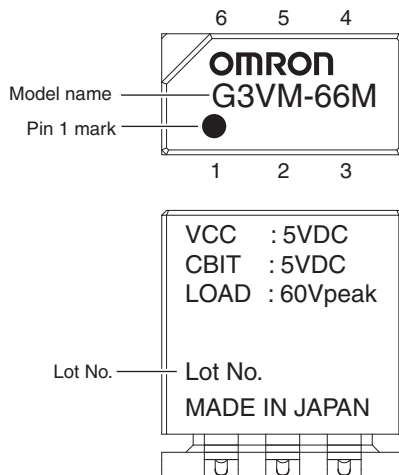 6 5 4
OMRON
Model name
G3VM-66M
Pin 1 mark
1 2 3
VCC : 5VDC
CBIT : 5VDC
LOAD : 60Vpeak
Lot No.
Lot No.
MADE IN JAPAN